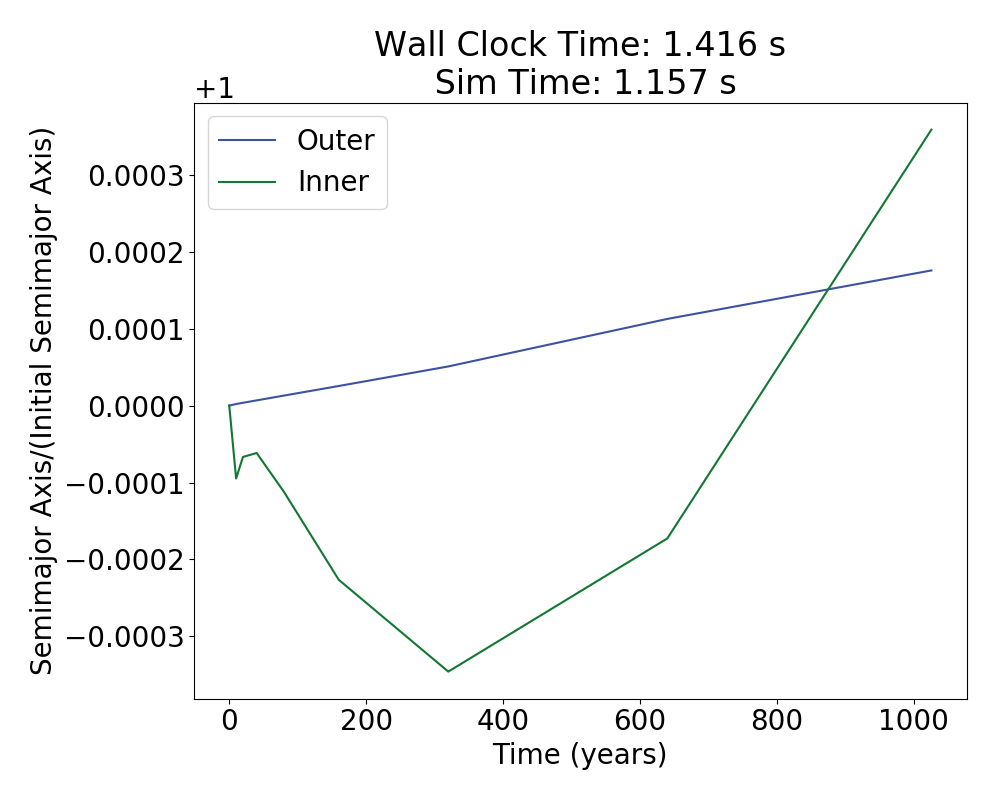 Wall Clock Time: 1.416 s
Sim Time: 1.157 s
+1
Outer
Inner
0.0003
0.0002
0.0001
0.0000
−0.0001
−0.0002
−0.0003
Semimajor Axis/(Initial Semimajor Axis)
0 200 400 600 800 1000
Time (years)